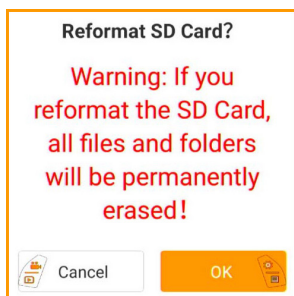 Reformat SD Card?
Warning: If you
reformat the SD Card,
all files and folders
will be permanently
erased!
Cancel
OK